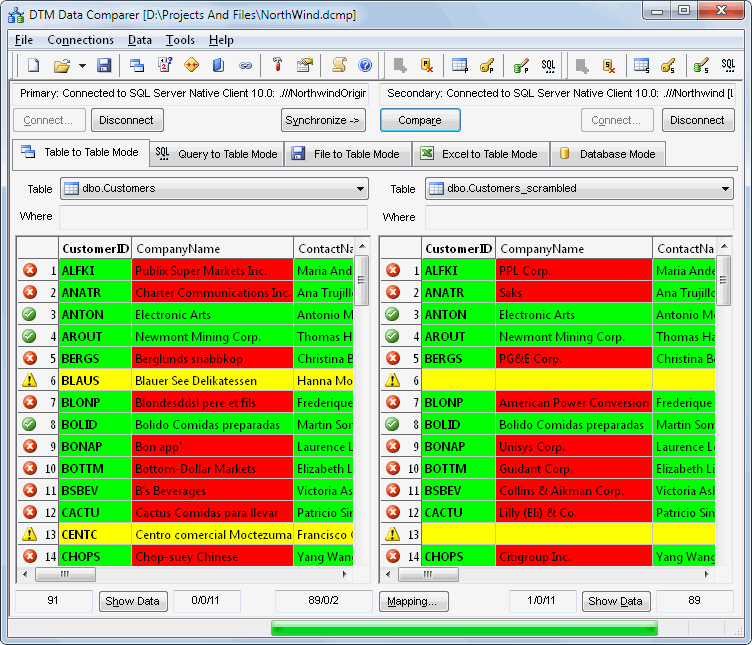 DTM Data Comparer [D:\Projects And Files\NorthWind.dcmp]
File Connections Data Tools Help
Primary: Connected to SQL Server Native Client 10.0: .///NorthwindOrigin
Secondary: Connected to SQL Server Native Client 10.0: .///Northwind [L
Connect... Disconnect Synchronize -> Compare Connect... Disconnect
Table to Table Mode SQL Query to Table Mode File to Table Mode Excel to Table Mode Database Mode
Table dbo.Customers Table dbo.Customers_scrambled
Where Where
CustomerID CompanyName ContactNa CustomerID CompanyName ContactNa
1 ALFKI Publix Super Markets Inc. Maria And 1 ALFKI PPL Corp. Maria Ande
2 ANATR Charter Communications Inc. Ana Trujillo 2 ANATR Saks Ana Trujillo
3 ANTON Electronic Arts Antonio M 3 ANTON Electronic Arts Antonio Mo
4 AROUT Newmont Mining Corp. Thomas H 4 AROUT Newmont Mining Corp. Thomas Ha
5 BERGS Berglunds snabbkop Christina B 5 BERGS PG&E Corp. Christina Be
6 BLAUS Blauer See Delikatessen Hanna Mo 6
7 BLONP Blondesddsl pere et fils Frederique 7 BLONP American Power Conversion Frederique
8 BOLID Bolido Comidas preparadas Martin Som 8 BOLID Bolido Comidas preparadas Martin Som
9 BONAP Bon app' Laurence L 9 BONAP Unisys Corp. Laurence Le
10 BOTTM Bottom-Dollar Markets Elizabeth L 10 BOTTM Guidant Corp. Elizabeth Li
11 BSBEV B's Beverages Victoria As 11 BSBEV Collins & Aikman Corp. Victoria Ash
12 CACTU Cactus Comidas para llevar Patricio Sim 12 CACTU Lilly (Eli) & Co. Patricio Sim
13 CENTC Centro comercial Moctezuma Francisco C 13
14 CHOPS Chop-suey Chinese Yang Wang 14 CHOPS Citigroup Inc. Yang Wang
91 Show Data 0/0/11 89/0/2 Mapping... 1/0/11 Show Data 89